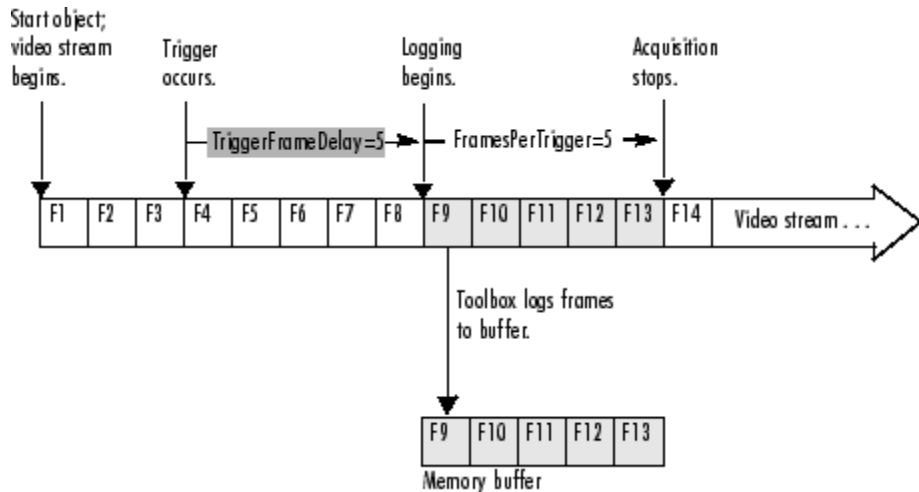 Start object;
video stream
begins.
Trigger
occurs.
Logging
begins.
Acquisition
stops.
TriggerFrameDelay=5
FramesPerTrigger=5
F1 F2 F3 F4 F5 F6 F7 F8 F9 F10 F11 F12 F13 F14 Video stream . . .
Toolbox logs frames
to buffer.
F9 F10 F11 F12 F13
Memory buffer